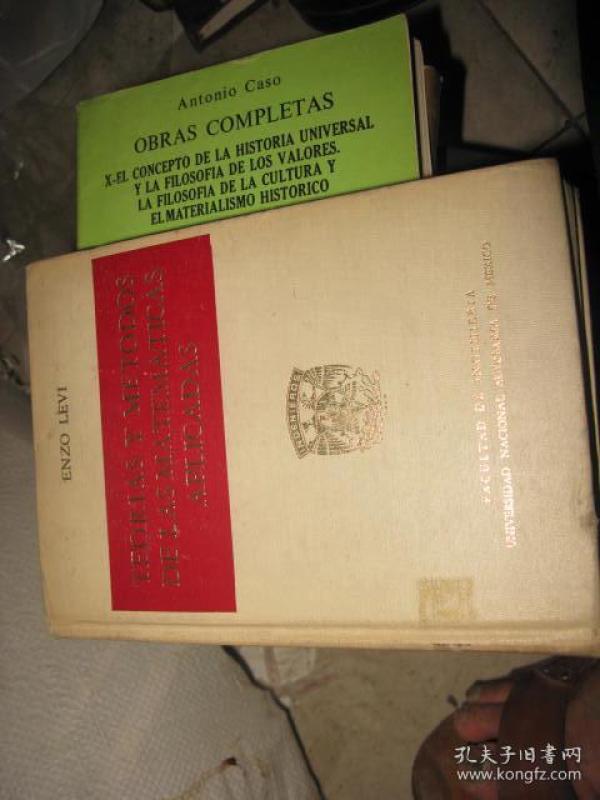 Antonio Caso
OBRAS COMPLETAS
X-EL CONCEPTO DE LA HISTORIA UNIVERSAL
Y LA FILOSOFIA DE LOS VALORES.
LA FILOSOFIA DE LA CULTURA Y
EL MATERIALISMO HISTORICO
ENZO LEVI
TEORIAS Y METODOS
DE LAS MATEMATICAS
APLICADAS
FACULTAD DE INGENIERIA
UNIVERSIDAD NACIONAL AUTONOMA DE MEXICO
孔夫子旧书网
www.kongfz.com